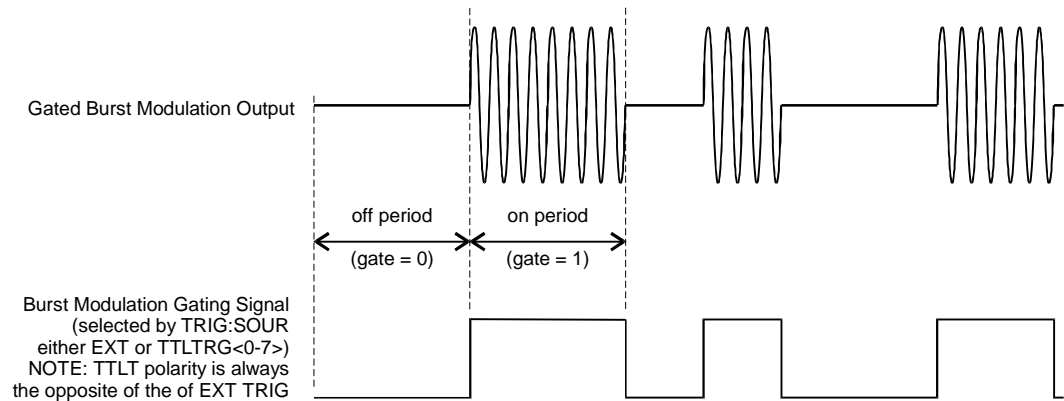 Gated Burst Modulation Output
off period
on period
(gate = 0)
(gate = 1)
Burst Modulation Gating Signal
(selected by TRIG:SOUR
either EXT or TTLTRG<0-7>)
NOTE: TTLT polarity is always
the opposite of the of EXT TRIG